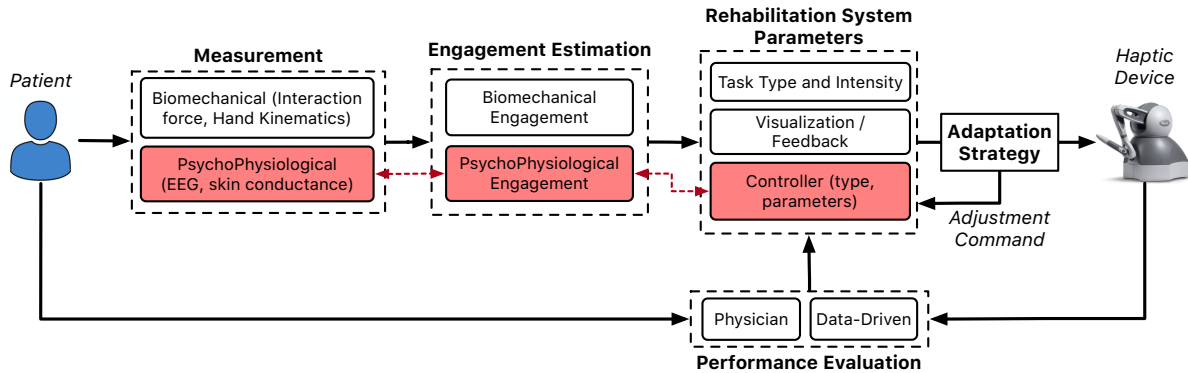 Patient
Measurement
Biomechanical (Interaction
force, Hand Kinematics)
PsychoPhysiological
(EEG, skin conductance)
Engagement Estimation
Biomechanical
Engagement
PsychoPhysiological
Engagement
Rehabilitation System
Parameters
Task Type and Intensity
Visualization /
Feedback
Controller (type,
parameters)
Adaptation
Strategy
Adjustment
Command
Haptic
Device
Physician
Data-Driven
Performance Evaluation